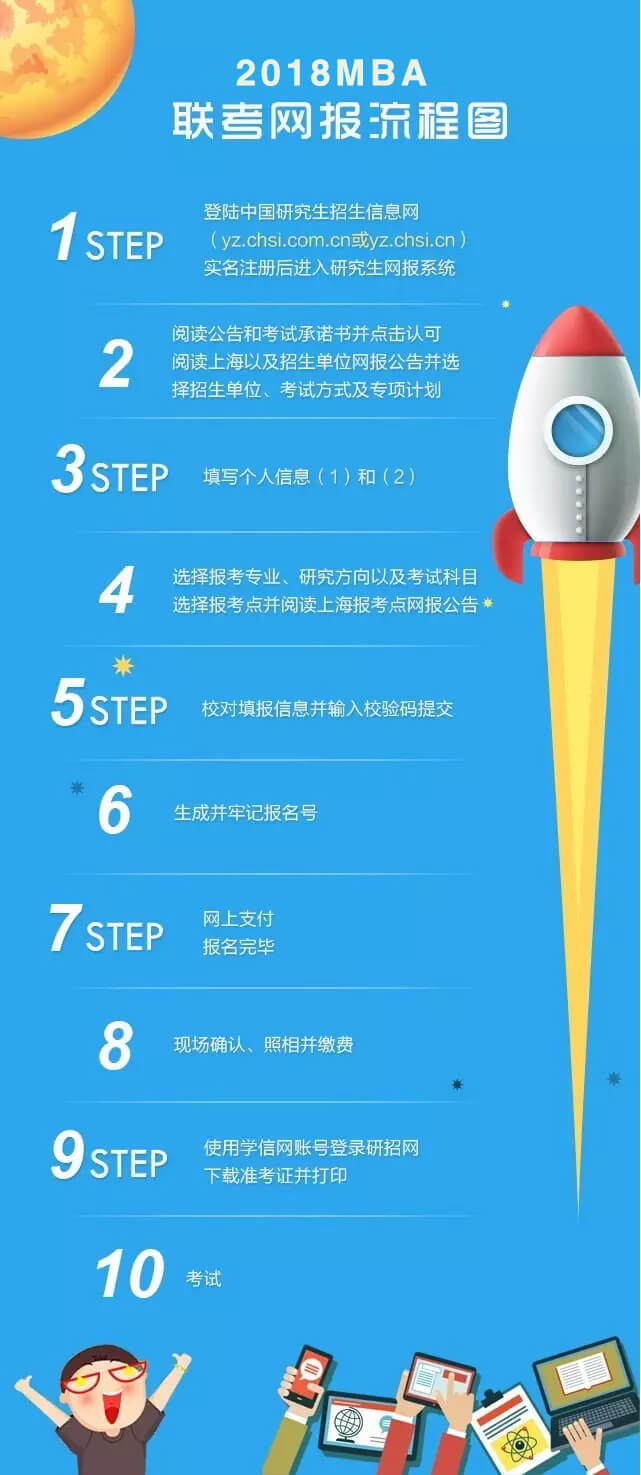 2018MBA
联考网报流程图
1 STEP
登陆中国研究生招生信息网
（yz.chsi.com.cn或yz.chsi.cn）
实名注册后进入研究生网报系统
2
阅读公告和考试承诺书并点击认可
阅读上海以及招生单位网报公告并选
择招生单位、考试方式及专项计划
3 STEP
填写个人信息（1）和（2）
4
选择报考专业、研究方向以及考试科目
选择报考点并阅读上海报考点网报公告
5 STEP
校对填报信息并输入校验码提交
6
生成并牢记报名号
7 STEP
网上支付
报名完毕
8
现场确认、照相并缴费
9 STEP
使用学信网账号登录研招网
下载准考证并打印
10
考试